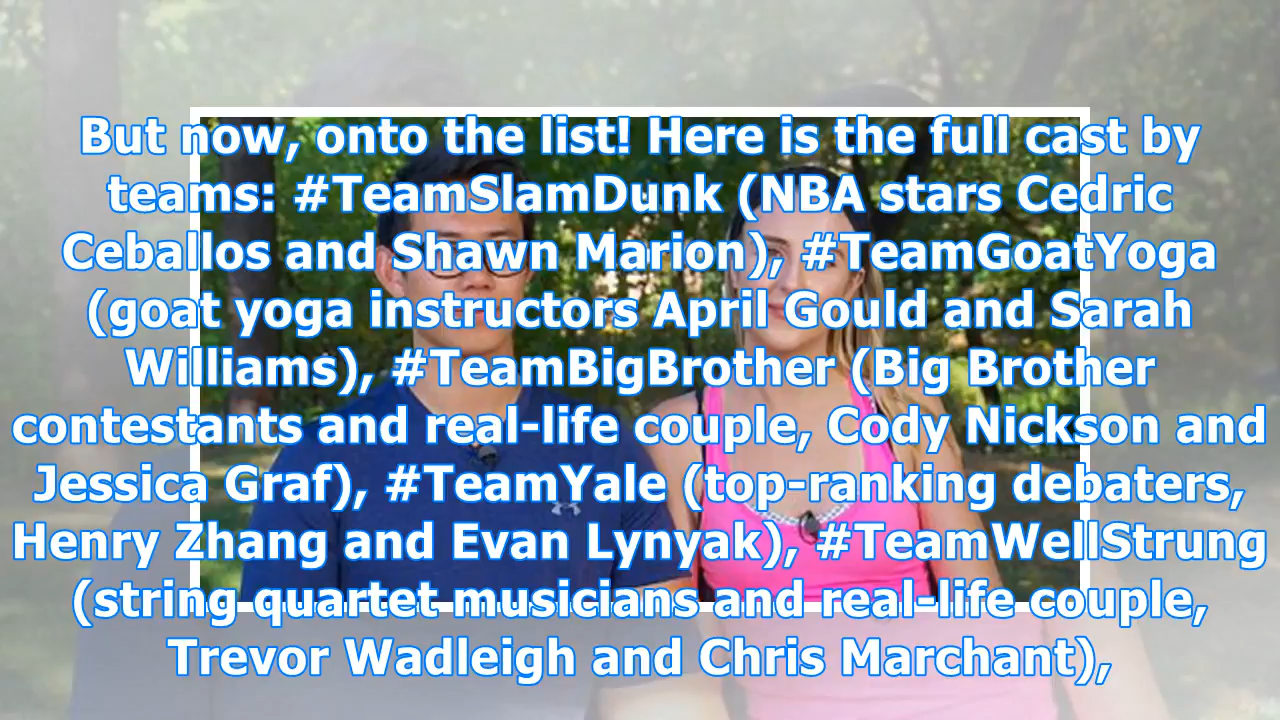 But now, onto the list! Here is the full cast by
teams: #TeamSlamDunk (NBA stars Cedric
Ceballos and Shawn Marion), #TeamGoatYoga
(goat yoga instructors April Gould and Sarah
Williams), #TeamBigBrother (Big Brother
contestants and real-life couple, Cody Nickson and
Jessica Graf), #TeamYale (top-ranking debaters,
Henry Zhang and Evan Lynyak), #TeamWellStrung
(string quartet musicians and real-life couple,
Trevor Wadleigh and Chris Marchant),